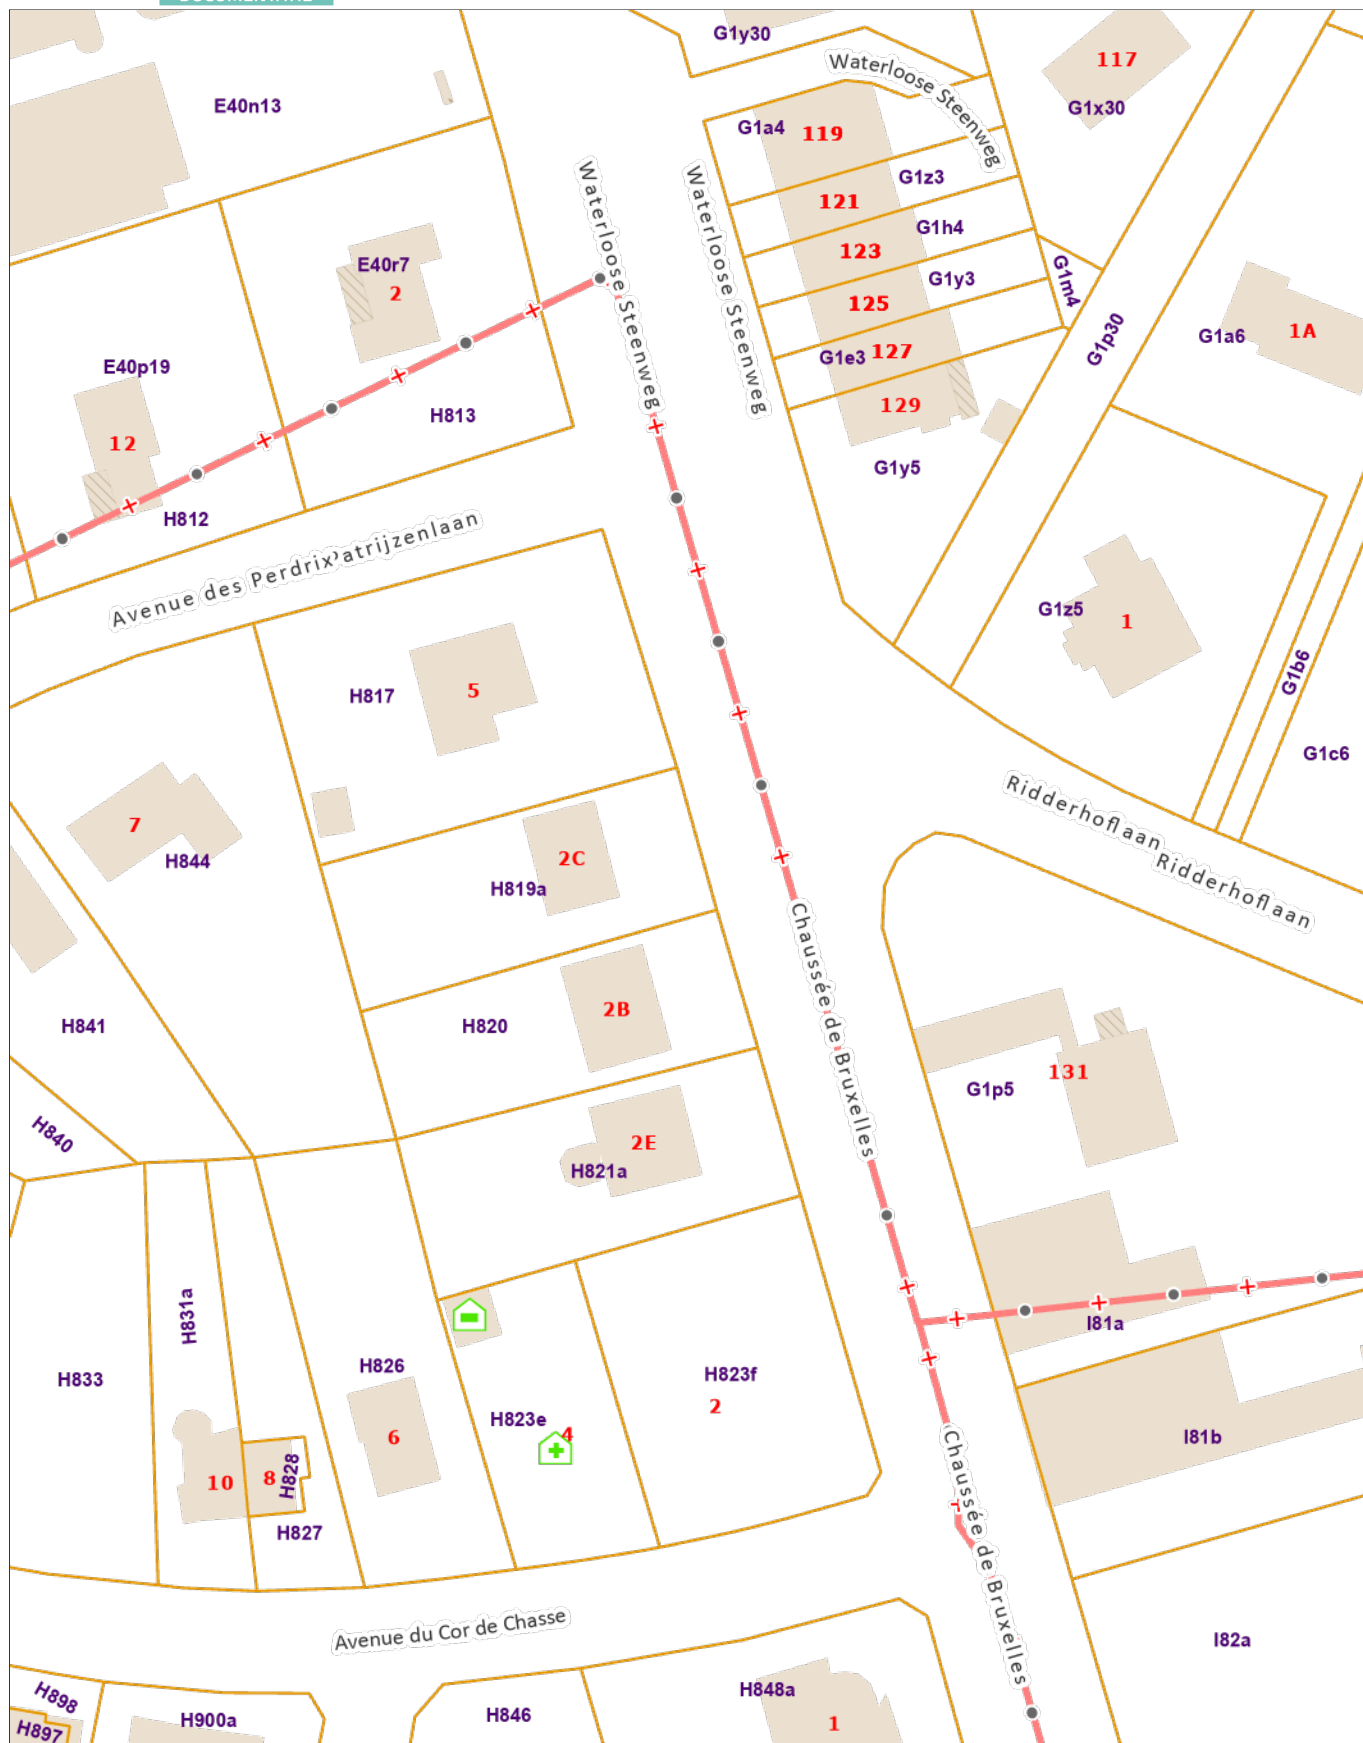 G1y30
117
G1x30
E40n13
Waterloose Steenweg
G1a4
119
G1z3
121
G1h4
123
G1y3
125
G1m4
G1e3
127
129
G1y5
G1p30
G1a6
1A
Waterloose Steenweg
Waterloose Steenweg
E40r7
2
E40p19
12
H813
H812
Avenue des Perdrix
atrijzenlaan
G1z5
1
G1b6
G1c6
H817
5
7
H844
2C
H819a
Ridderhoflaan
Ridderhoflaan
2B
H820
H841
Chaussée de Bruxelles
131
G1p5
H840
2E
H821a
H831a
H833
H826
6
H823e
4
H823f
2
I81a
I81b
10
8
H828
H827
Chaussée de Bruxelles
Avenue du Cor de Chasse
I82a
H898
H897
H900a
H846
H848a
1